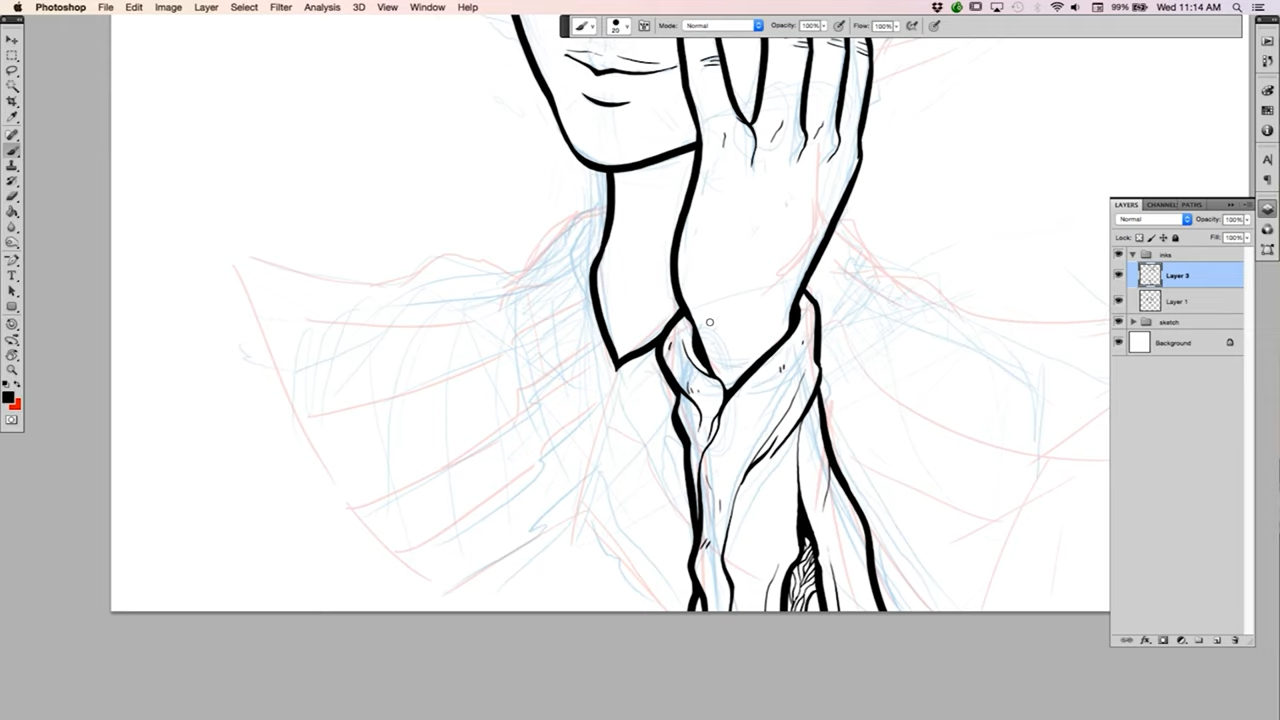 Photoshop File Edit Image Layer Select Filter Analysis 3D View Window Help 99% Wed 11:14 AM
20 Mode: Normal Opacity: 100% Flow: 100%
LAYERS CHANNEL PATHS
Normal Opacity: 100%
Lock: Fill: 100%
inks
Layer 3
Layer 1
sketch
Background